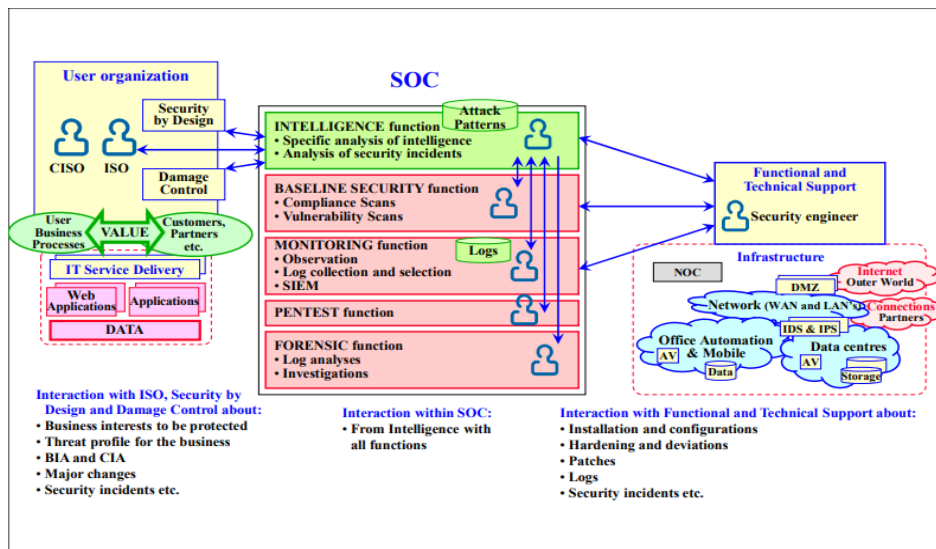 User organization
CISO
ISO
Security
by Design
Damage
Control
User
Business
Processes
VALUE
Customers,
Partners
etc.
IT Service Delivery
Web
Applications
Applications
DATA
SOC
Attack
Patterns
INTELLIGENCE function
• Specific analysis of intelligence
• Analysis of security incidents
BASELINE SECURITY function
• Compliance Scans
• Vulnerability Scans
MONITORING function
• Observation
• Log collection and selection
• SIEM
Logs
PENTEST function
FORENSIC function
• Log analyses
• Investigations
Functional and
Technical Support
Security engineer
Infrastructure
NOC
Internet
Outer World
DMZ
Network (WAN and LAN's)
Connections
Partners
IDS & IPS
Office Automation
& Mobile
AV
Data
Data centres
AV
Storage
Interaction with ISO, Security by
Design and Damage Control about:
• Business interests to be protected
• Threat profile for the business
• BIA and CIA
• Major changes
• Security incidents etc.
Interaction within SOC:
• From Intelligence with
all functions
Interaction with Functional and Technical Support about:
• Installation and configurations
• Hardening and deviations
• Patches
• Logs
• Security incidents etc.